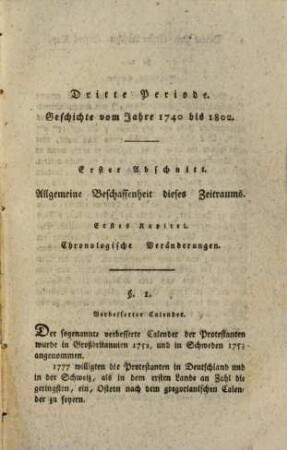 Dritte Periode.
Geschichte vom Jahre 1740 bis 1802.
Erster Abschnitt.
Allgemeine Beschaffenheit dieses Zeitraums.
Erstes Kapitel.
Chronologische Veränderungen.
§. 1.
Verbesserter Calender.
Der sogenannte verbesserte Calender der Protestanten
wurde in Großbritannien 1752, und in Schweden 1753
angenommen.
1777 willigten die Protestanten in Deutschland und
in der Schweiz, als in dem ersten Lande an Zahl die
geringsten, ein, Ostern nach dem gregorianischen Calen-
der zu feyern.